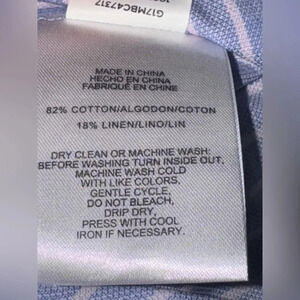 G17MBC47317
MADE IN CHINA
HECHO EN CHINA
FABRIQUÉ EN CHINE
82% COTTON/ALGODON/COTON
18% LINEN/LINO/LIN
DRY CLEAN OR MACHINE WASH:
BEFORE WASHING TURN INSIDE OUT.
MACHINE WASH COLD
WITH LIKE COLORS,
GENTLE CYCLE,
DO NOT BLEACH,
DRIP DRY,
PRESS WITH COOL
IRON IF NECESSARY.